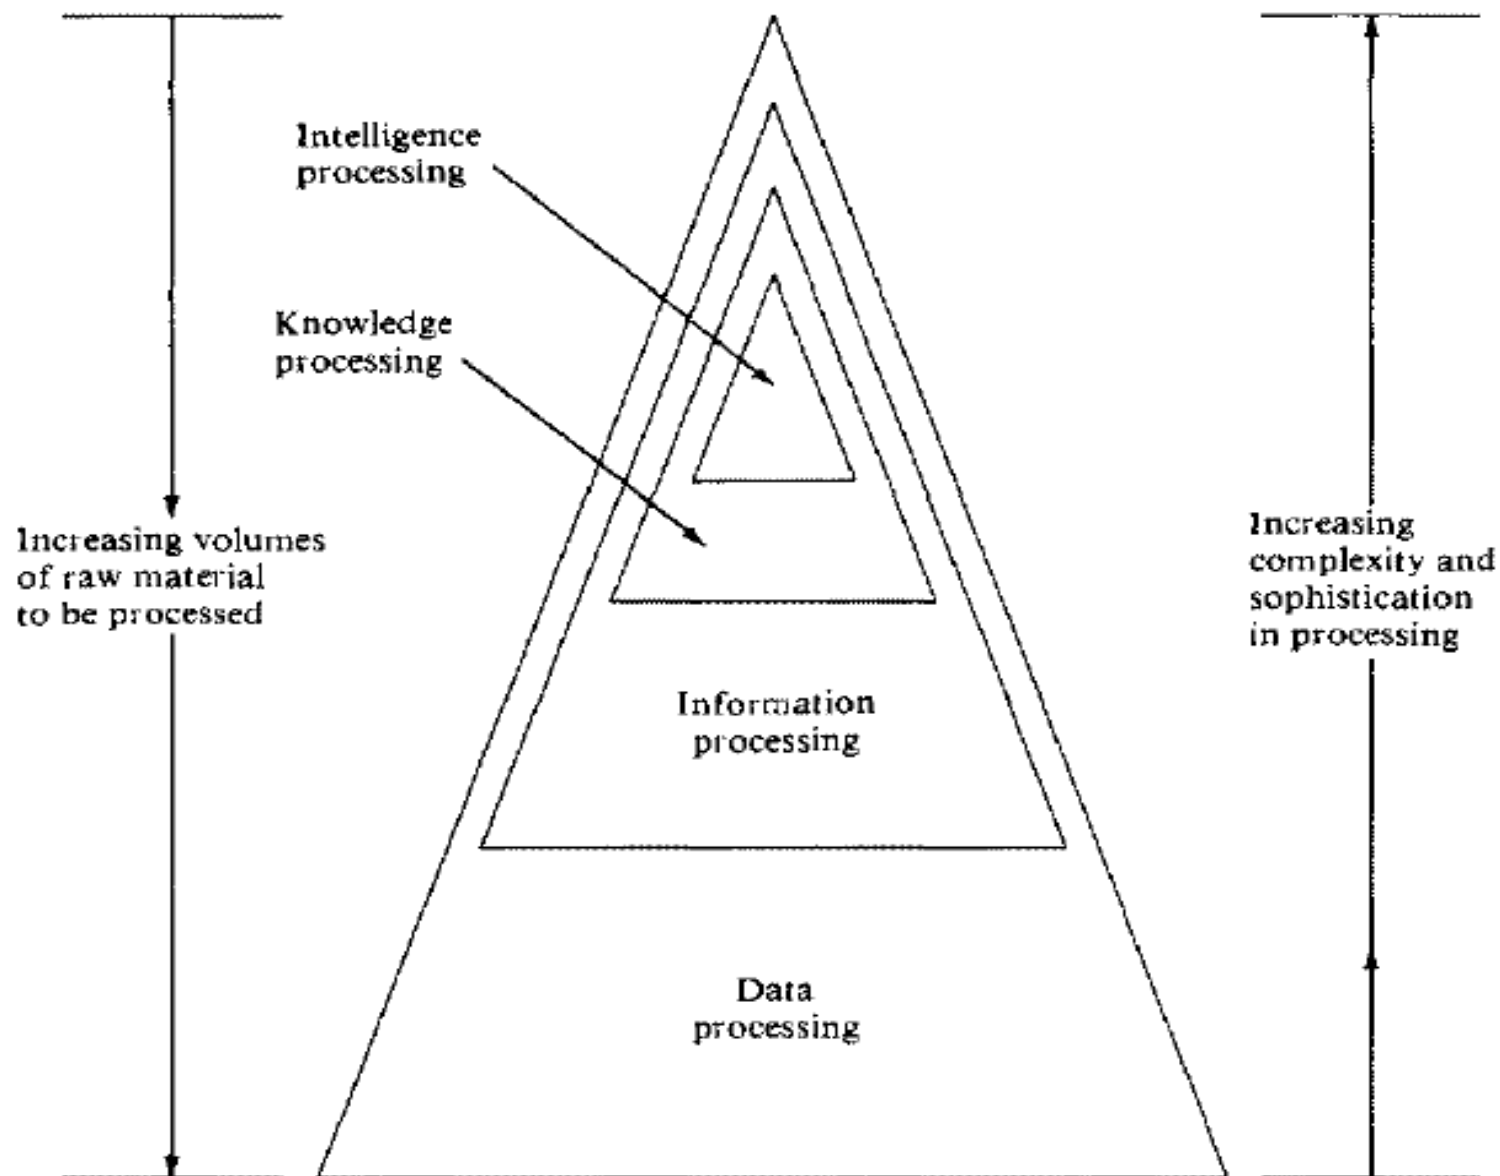 Intelligence
processing
Knowledge
processing
Increasing volumes
of raw material
to be processed
Increasing
complexity and
sophistication
in processing
Information
processing
Data
processing